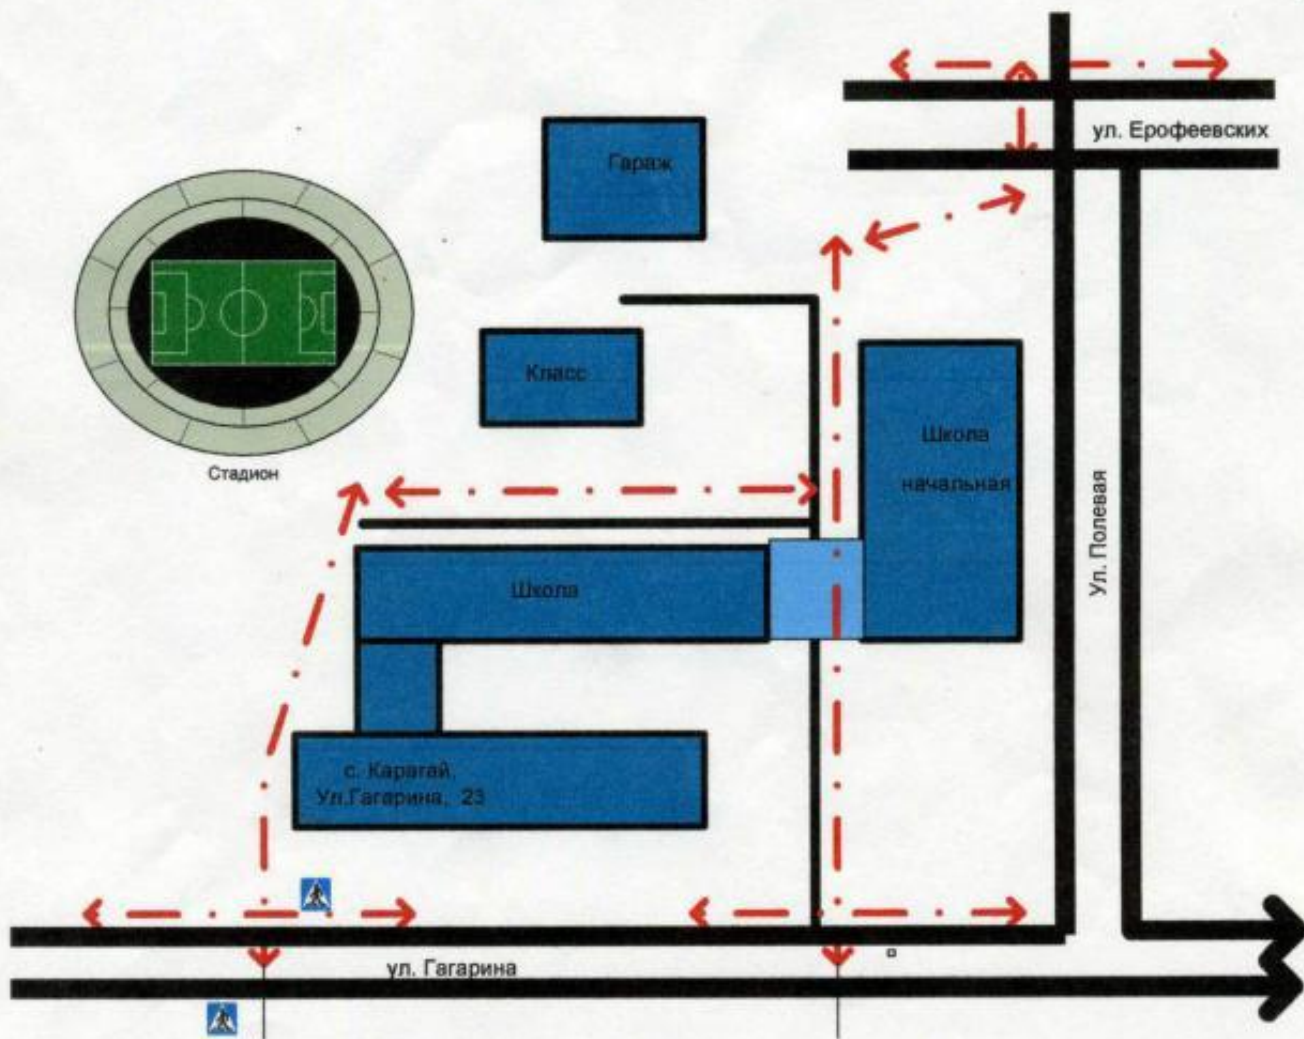 ул. Ерофеевских
Гараж
Класс
Школа
начальная
Стадион
Ул. Полевая
Школа
с. Карагай.
Ул.Гагарина, 23
ул. Гагарина